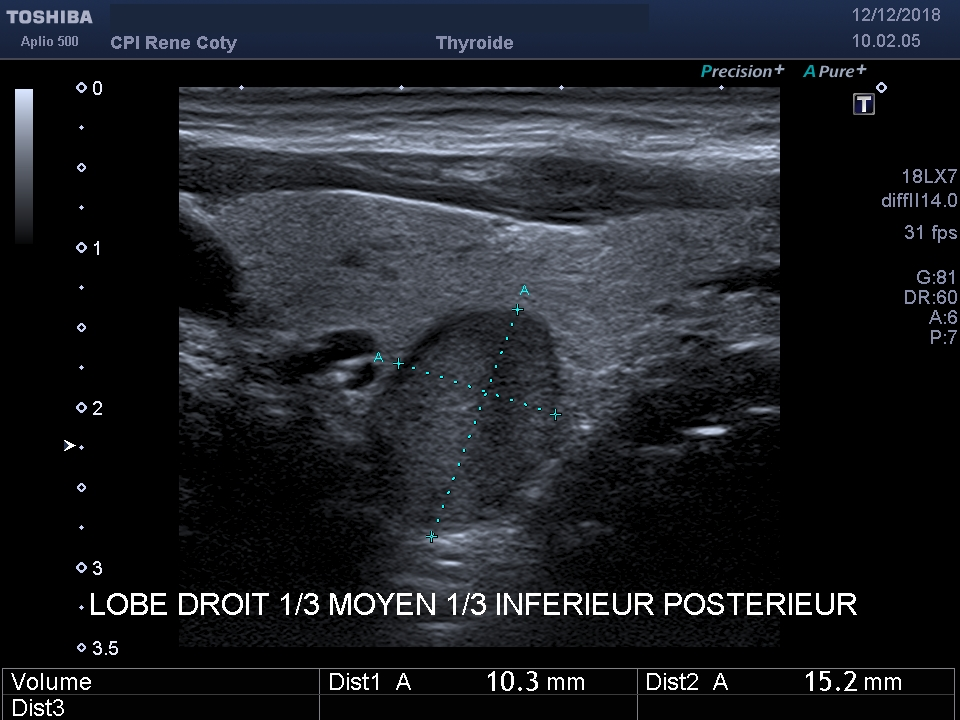 TOSHIBA
Aplio 500
CPI Rene Coty
Thyroide
12/12/2018
10.02.05
Precision+ A Pure+
T
0
1
2
3
3.5
18LX7
diffII14.0
31 fps
G:81
DR:60
A:6
P:7
A
A
LOBE DROIT 1/3 MOYEN 1/3 INFERIEUR POSTERIEUR
Volume
Dist1 A 10.3 mm
Dist2 A 15.2 mm
Dist3